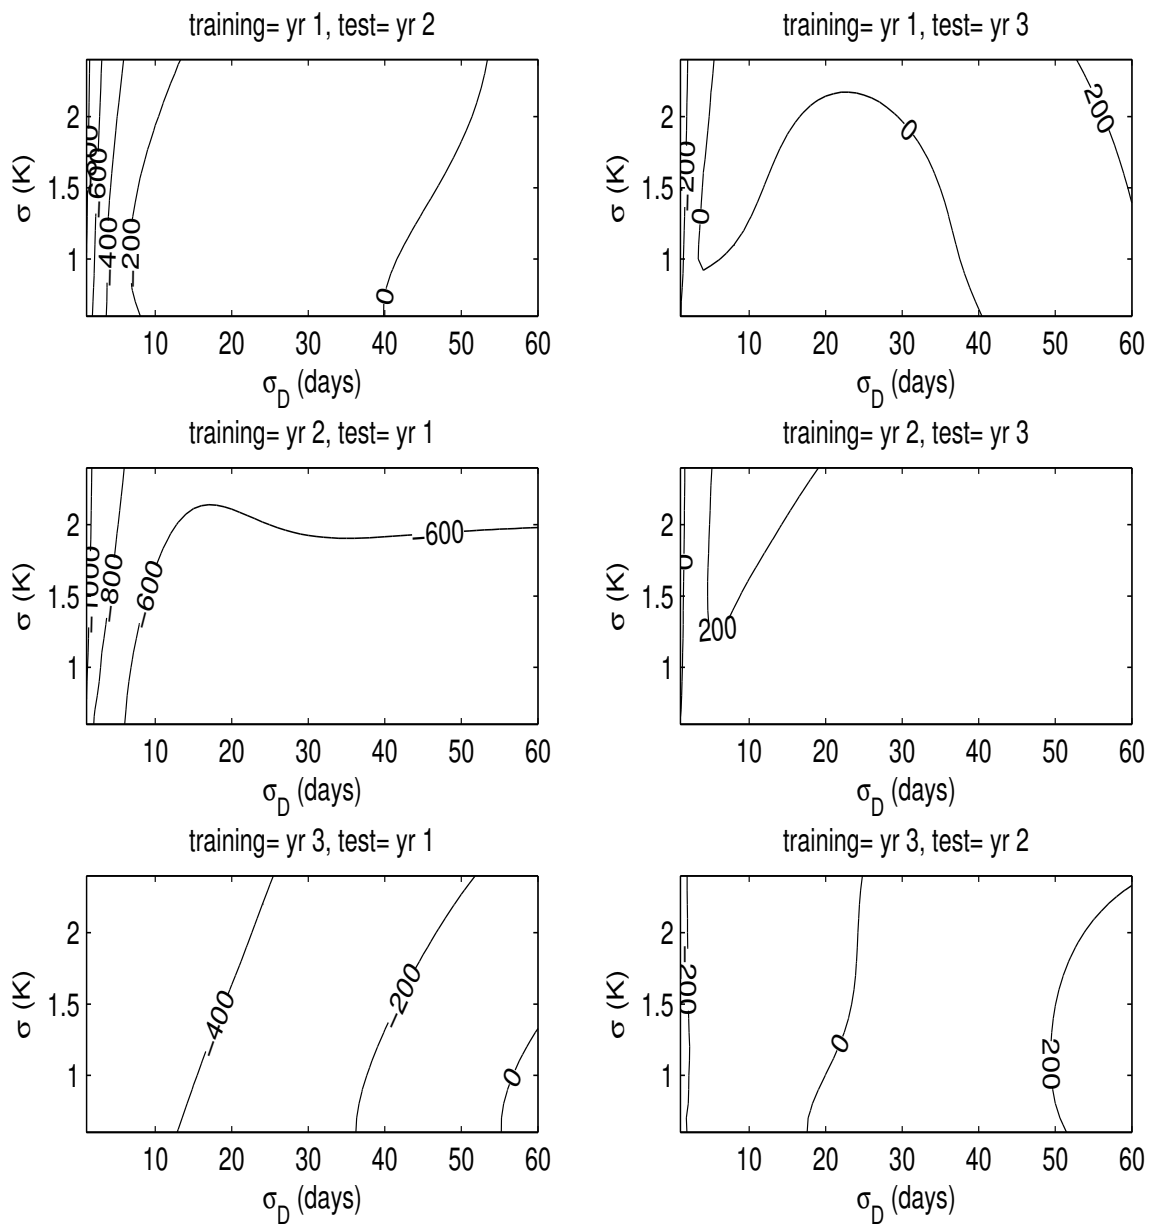 training= yr 1, test= yr 2
2
1.5
1
σ (K)
−600
−400
−200
0
10 20 30 40 50 60
σ_D (days)
training= yr 1, test= yr 3
2
1.5
1
σ (K)
−200
0
0
200
10 20 30 40 50 60
σ_D (days)
training= yr 2, test= yr 1
2
1.5
1
σ (K)
−1000
−800
−600
−600
10 20 30 40 50 60
σ_D (days)
training= yr 2, test= yr 3
2
1.5
1
σ (K)
0
200
10 20 30 40 50 60
σ_D (days)
training= yr 3, test= yr 1
2
1.5
1
σ (K)
−400
−200
0
10 20 30 40 50 60
σ_D (days)
training= yr 3, test= yr 2
2
1.5
1
σ (K)
−200
0
200
10 20 30 40 50 60
σ_D (days)